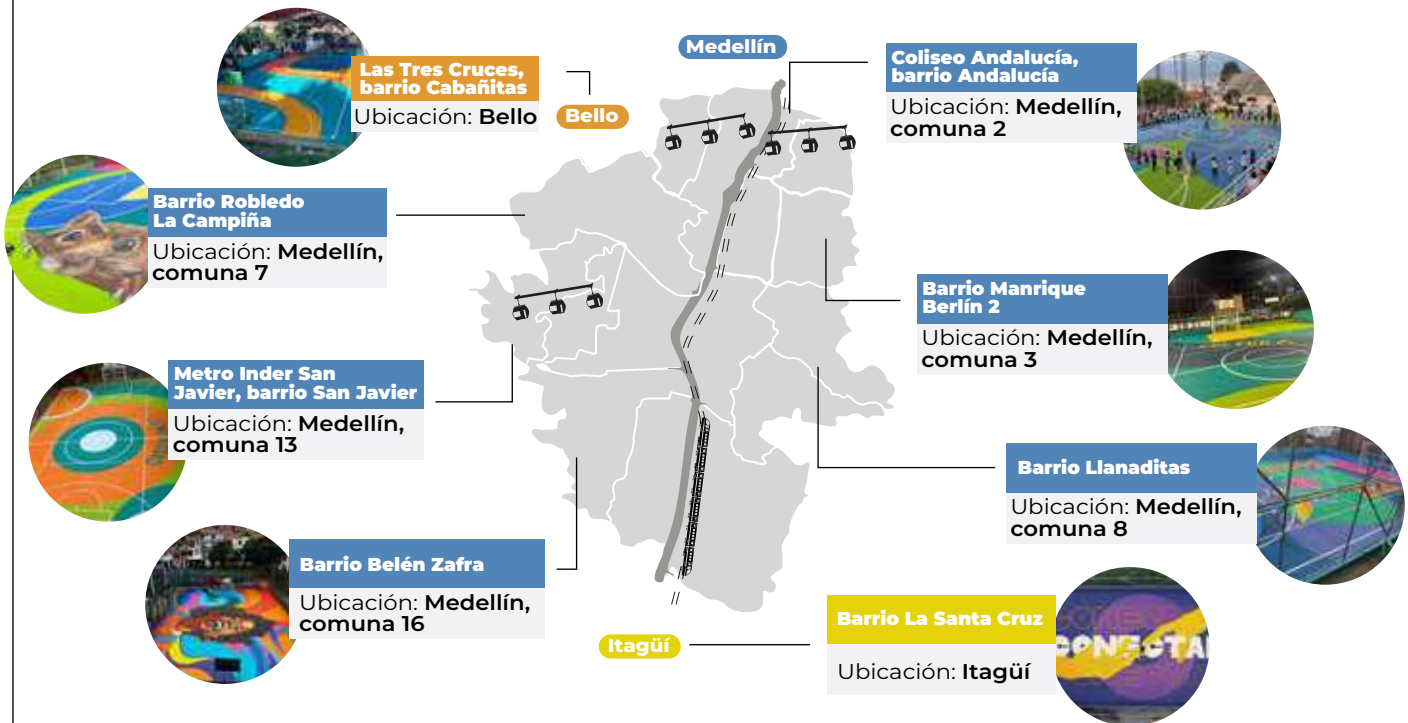 Medellín
Las Tres Cruces,
barrio Cabañitas
Ubicación: Bello
Bello
Coliseo Andalucía,
barrio Andalucía
Ubicación: Medellín,
comuna 2
Barrio Robledo
La Campiña
Ubicación: Medellín,
comuna 7
Barrio Manrique
Berlín 2
Ubicación: Medellín,
comuna 3
Metro Inder San
Javier, barrio San Javier
Ubicación: Medellín,
comuna 13
Barrio Llanaditas
Ubicación: Medellín,
comuna 8
Barrio Belén Zafra
Ubicación: Medellín,
comuna 16
Itagüí
Barrio La Santa Cruz
Ubicación: Itagüí
CONECTA